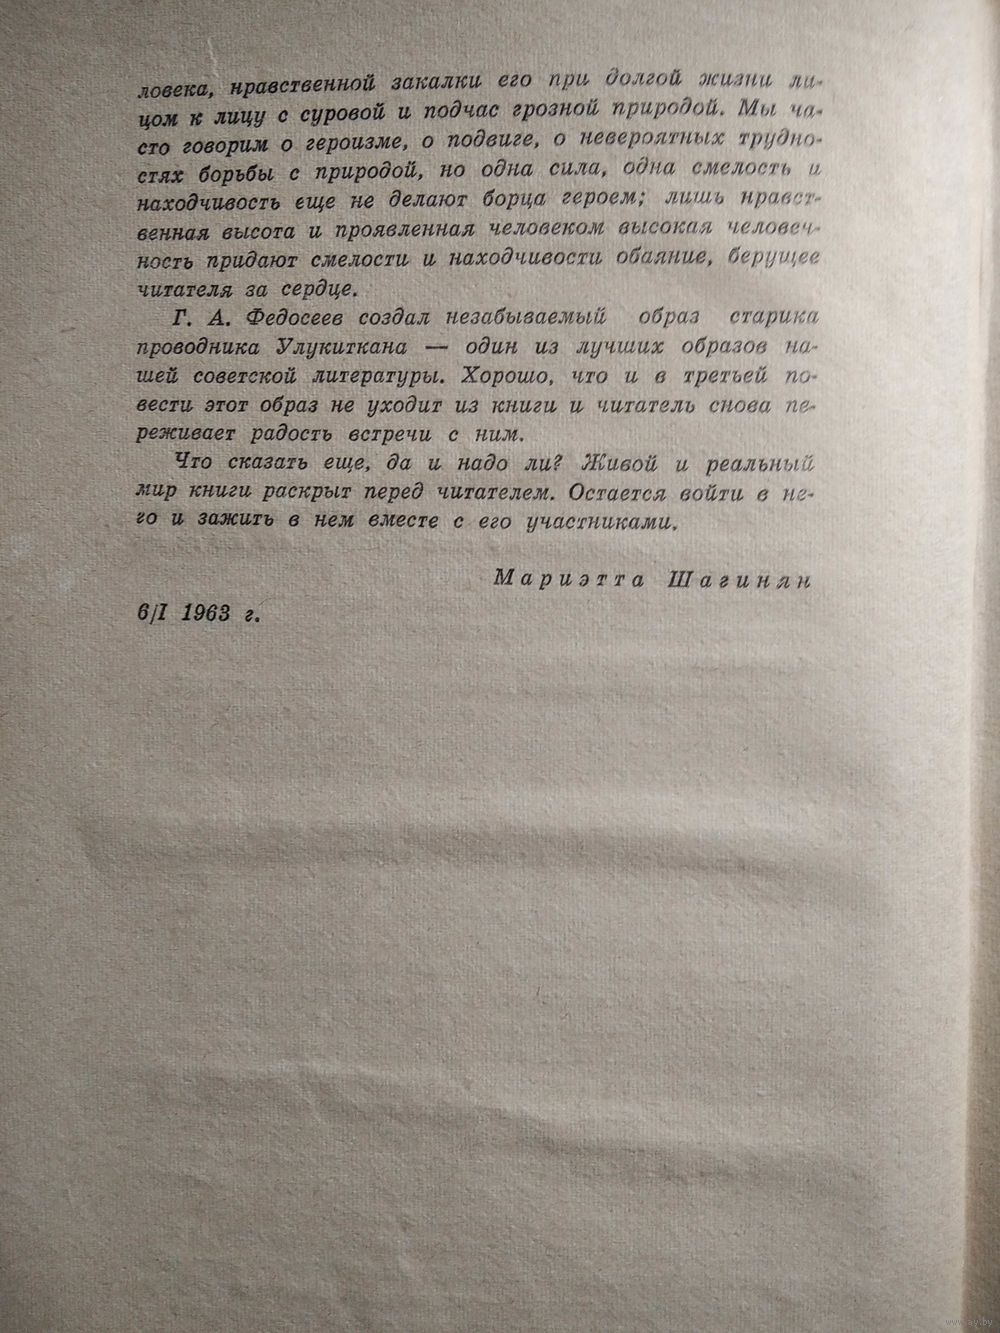 ловека, нравственной закалки его при долгой жизни ли-
цом к лицу с суровой и подчас грозной природой. Мы ча-
сто говорим о героизме, о подвиге, о невероятных трудно-
стях борьбы с природой, но одна сила, одна смелость и
находчивость еще не делают борца героем; лишь нравст-
венная высота и проявленная человеком высокая человеч-
ность придают смелости и находчивости обаяние, берущее
читателя за сердце.
Г. А. Федосеев создал незабываемый образ старика
проводника Улукиткана — один из лучших образов на-
шей советской литературы. Хорошо, что и в третьей по-
вести этот образ не уходит из книги и читатель снова пе-
реживает радость встречи с ним.
Что сказать еще, да и надо ли? Живой и реальный
мир книги раскрыт перед читателем. Остается войти в не-
го и зажить в нем вместе с его участниками.
Мариэтта Шагинян
6/I 1963 г.
www.ay.by